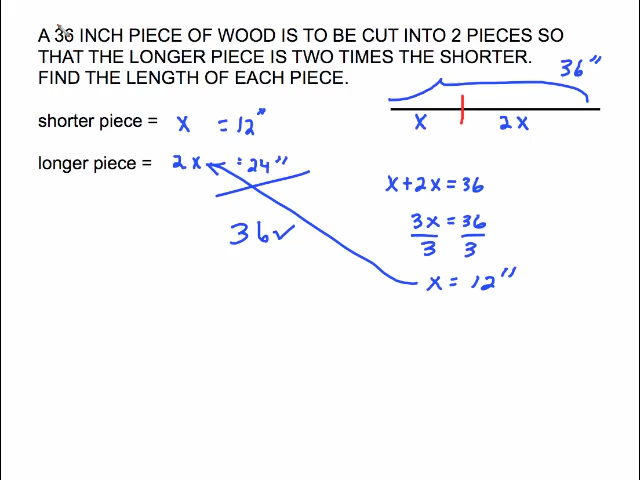 A 36 INCH PIECE OF WOOD IS TO BE CUT INTO 2 PIECES SO
THAT THE LONGER PIECE IS TWO TIMES THE SHORTER.
FIND THE LENGTH OF EACH PIECE.
36"
shorter piece = x = 12"
x 2x
longer piece = 2x = 24"
x + 2x = 36
36 ✓
3x = 36
3 3
x = 12"